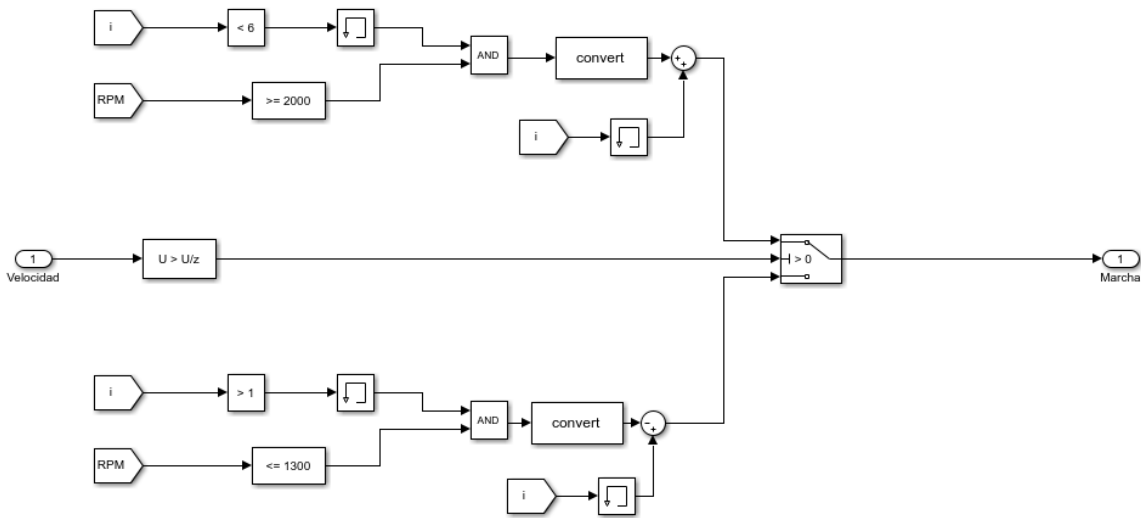 i
< 6
AND
convert
+
+
RPM
>= 2000
i
1
Velocidad
U > U/z
> 0
1
Marcha
i
> 1
AND
convert
-
+
RPM
<= 1300
i